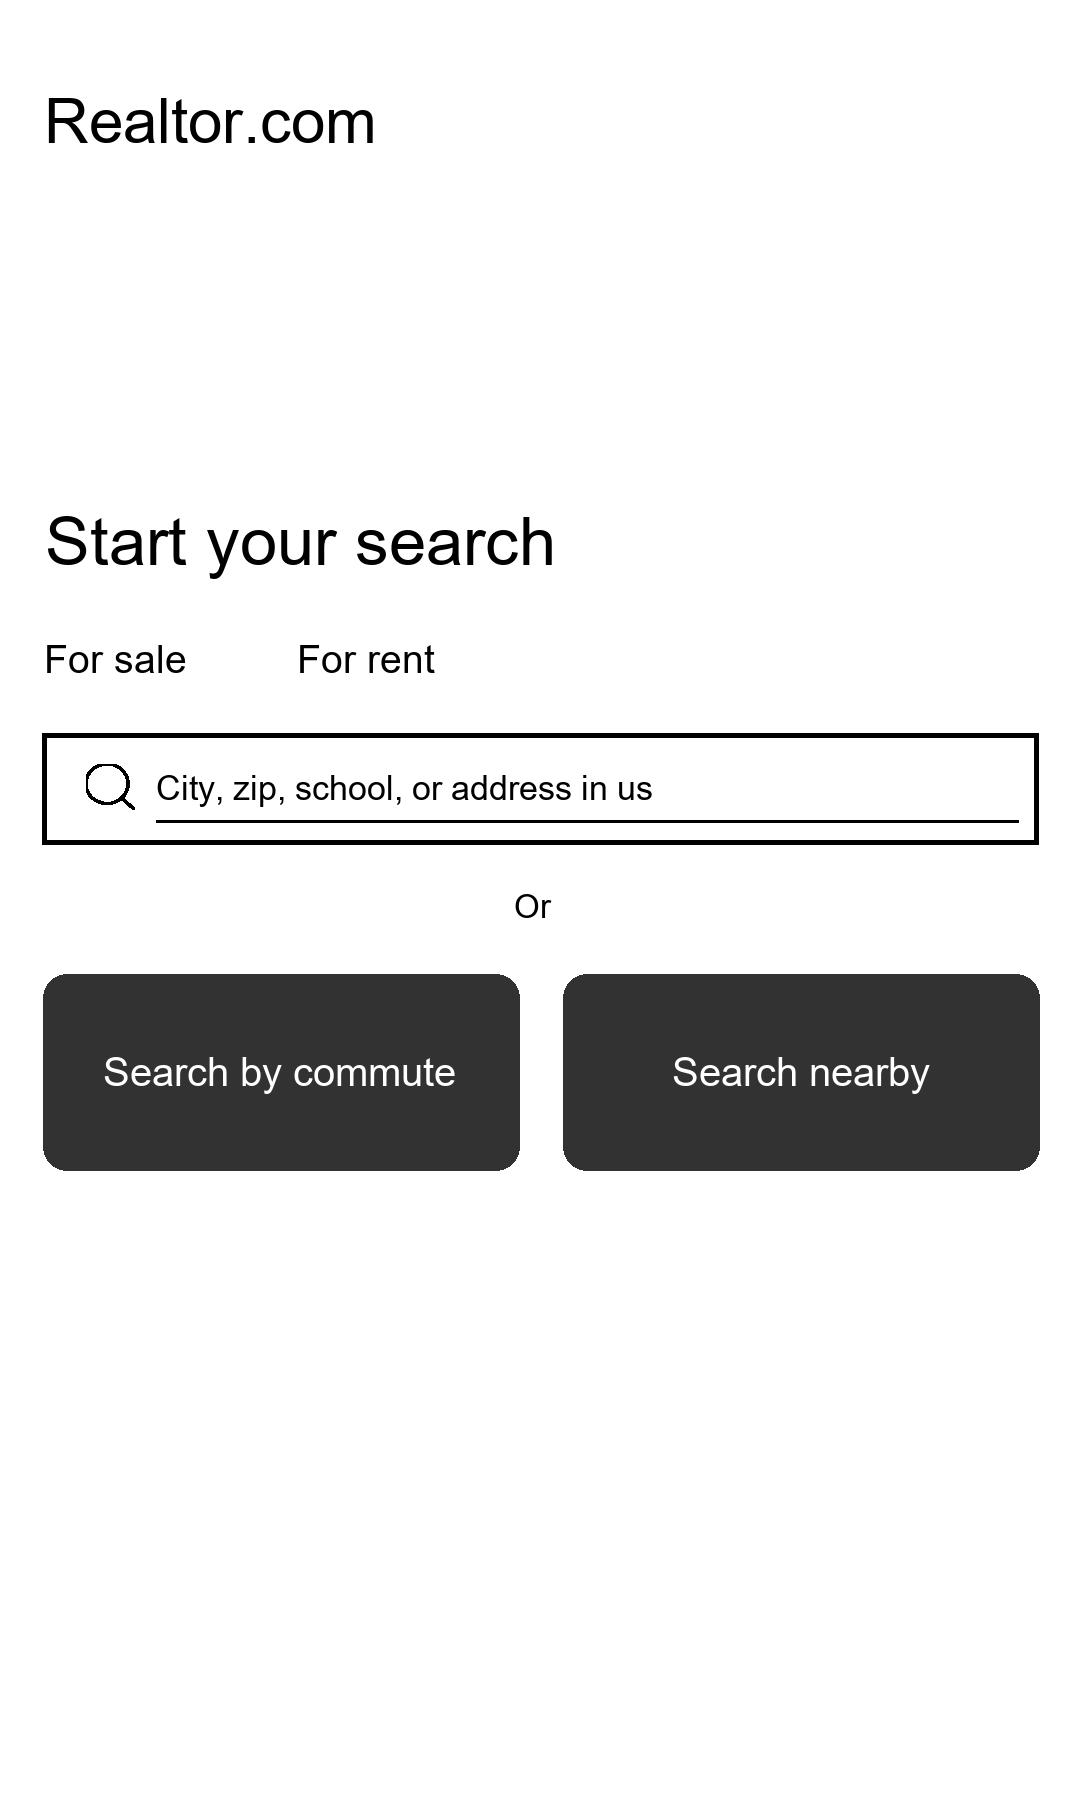 Realtor.com
Start your search
For sale
For rent
City, zip, school, or address in us
Or
Search by commute
Search nearby